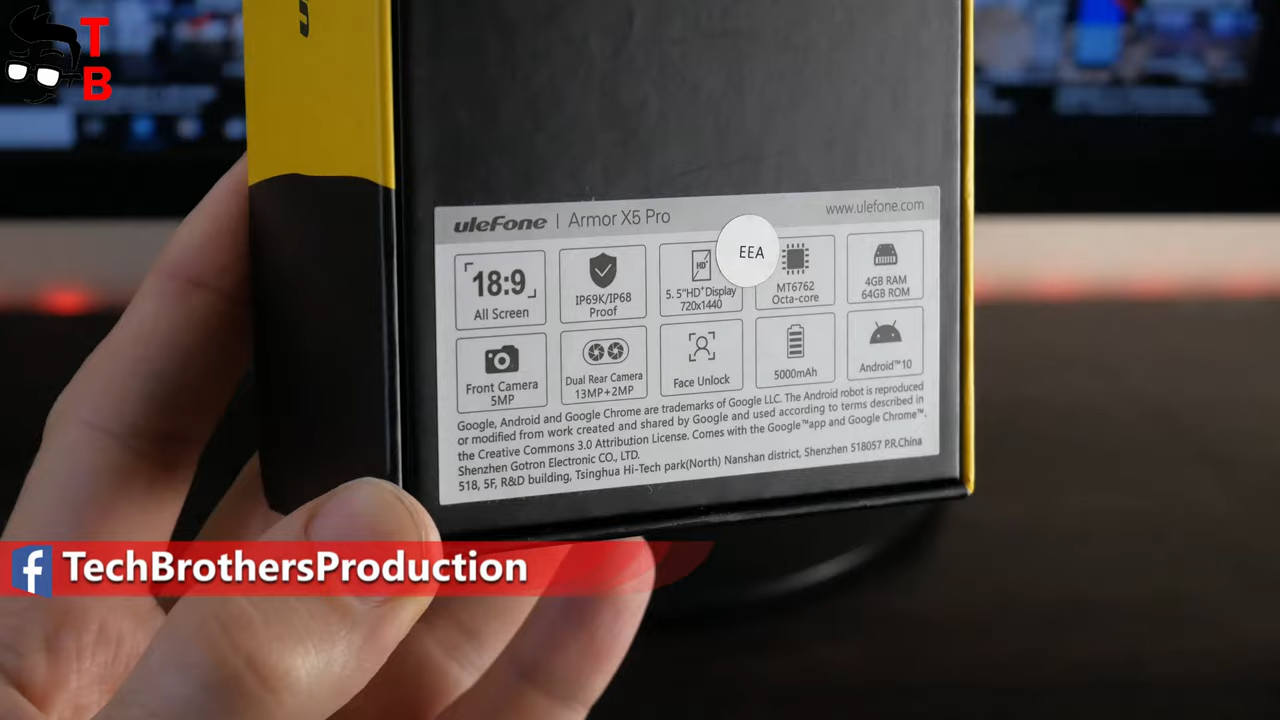 T
B
uleFone | Armor X5 Pro
www.ulefone.com
18:9
All Screen
IP69K/IP68
Proof
HD+
5.5"HD+Display
720x1440
EEA
MT6762
Octa-core
4GB RAM
64GB ROM
Front Camera
5MP
Dual Rear Camera
13MP+2MP
Face Unlock
5000mAh
Android™10
Google, Android and Google Chrome are trademarks of Google LLC. The Android robot is reproduced
or modified from work created and shared by Google and used according to terms described in
the Creative Commons 3.0 Attribution License. Comes with the Google™app and Google Chrome™.
Shenzhen Gotron Electronic CO., LTD.
518, 5F, R&D building, Tsinghua Hi-Tech park(North) Nanshan district, Shenzhen 518057 P.R.China
f TechBrothersProduction